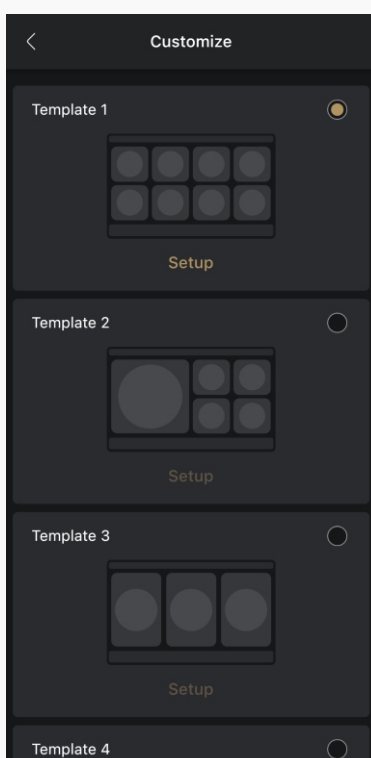 Customize
Template 1
Setup
Template 2
Setup
Template 3
Setup
Template 4